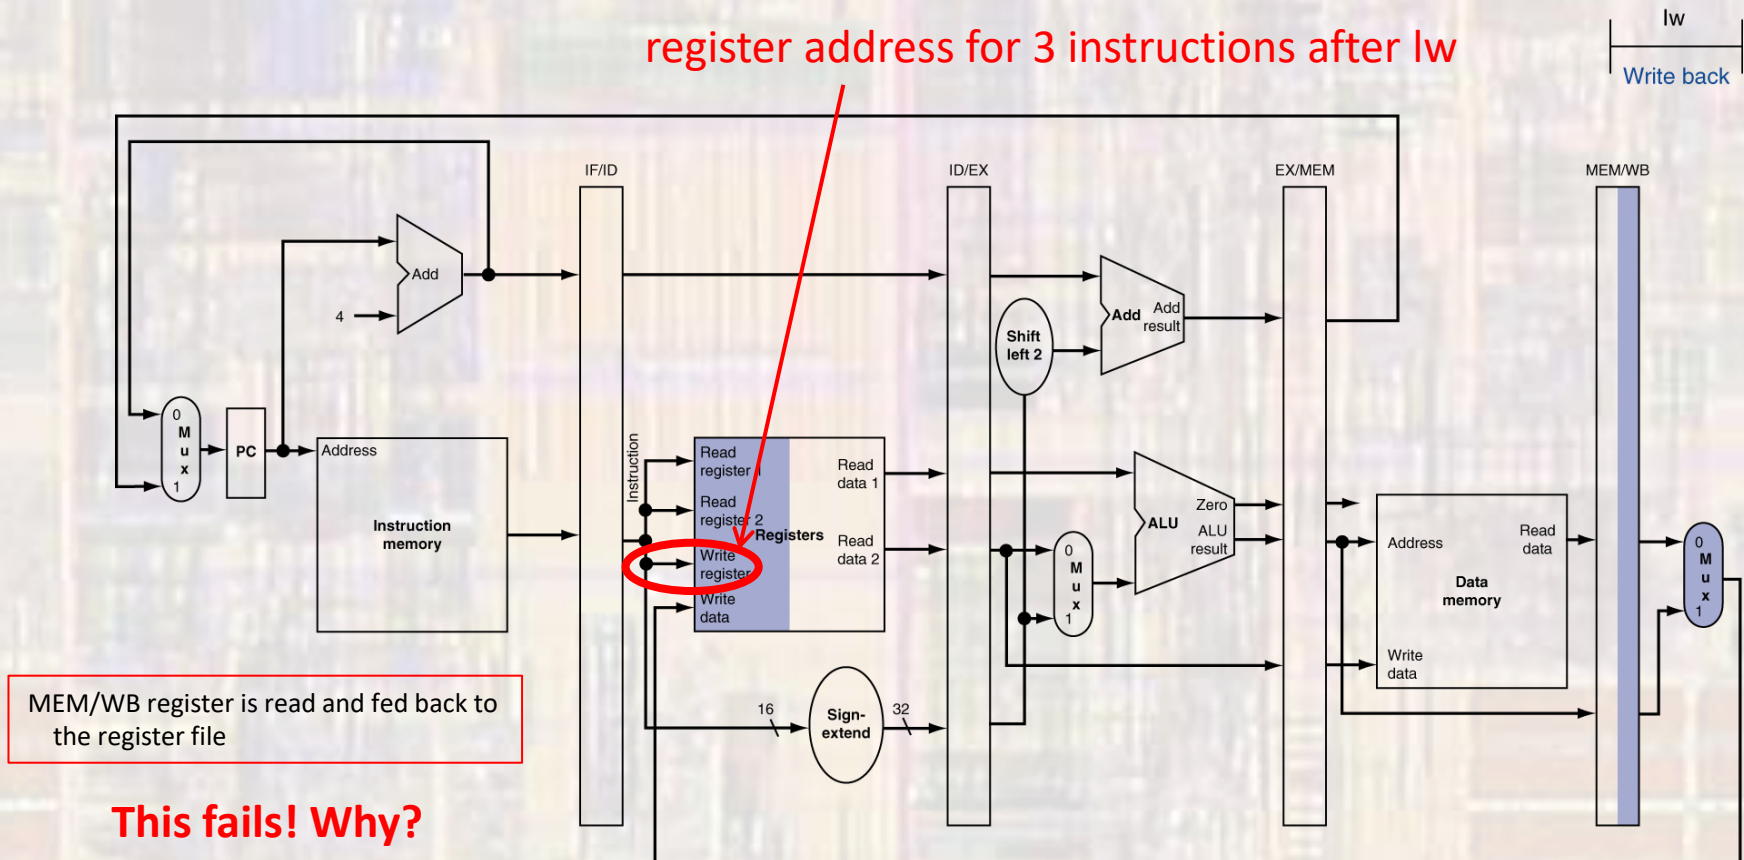 lw
register address for 3 instructions after lw
Write back
IF/ID
ID/EX
EX/MEM
MEM/WB
Add
4
Add
Add
result
Shift
left 2
0
M
u
x
1
PC
Address
Instruction
memory
Instruction
Read
register 1
Read
register 2
Write
register
Write
data
Registers
Read
data 1
Read
data 2
0
M
u
x
1
Zero
ALU
ALU
result
Address
Read
data
Data
memory
Write
data
0
M
u
x
1
16
Sign-
extend
32
MEM/WB register is read and fed back to
the register file
This fails! Why?